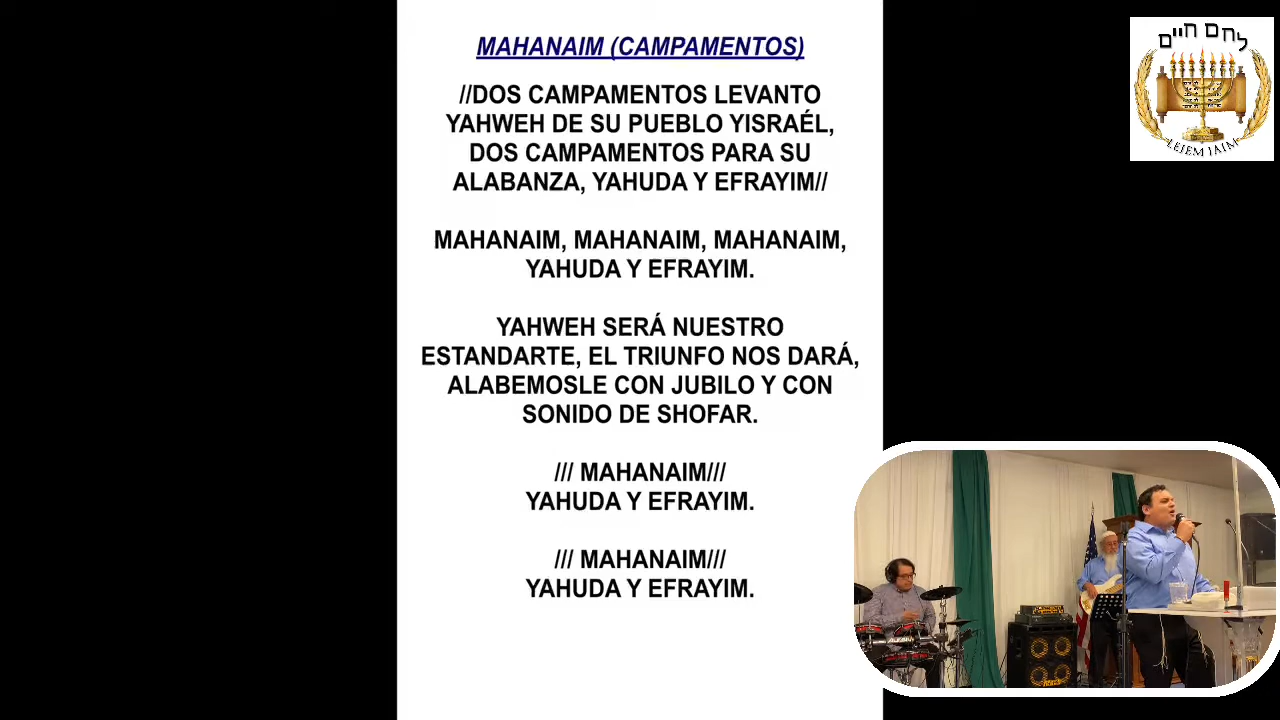 MAHANAIM (CAMPAMENTOS)
//DOS CAMPAMENTOS LEVANTO
YAHWEH DE SU PUEBLO YISRAÉL,
DOS CAMPAMENTOS PARA SU
ALABANZA, YAHUDA Y EFRAYIM//
MAHANAIM, MAHANAIM, MAHANAIM,
YAHUDA Y EFRAYIM.
YAHWEH SERÁ NUESTRO
ESTANDARTE, EL TRIUNFO NOS DARÁ,
ALABEMOSLE CON JUBILO Y CON
SONIDO DE SHOFAR.
/// MAHANAIM///
YAHUDA Y EFRAYIM.
/// MAHANAIM///
YAHUDA Y EFRAYIM.
לחם חיים
LEJEM JAIM